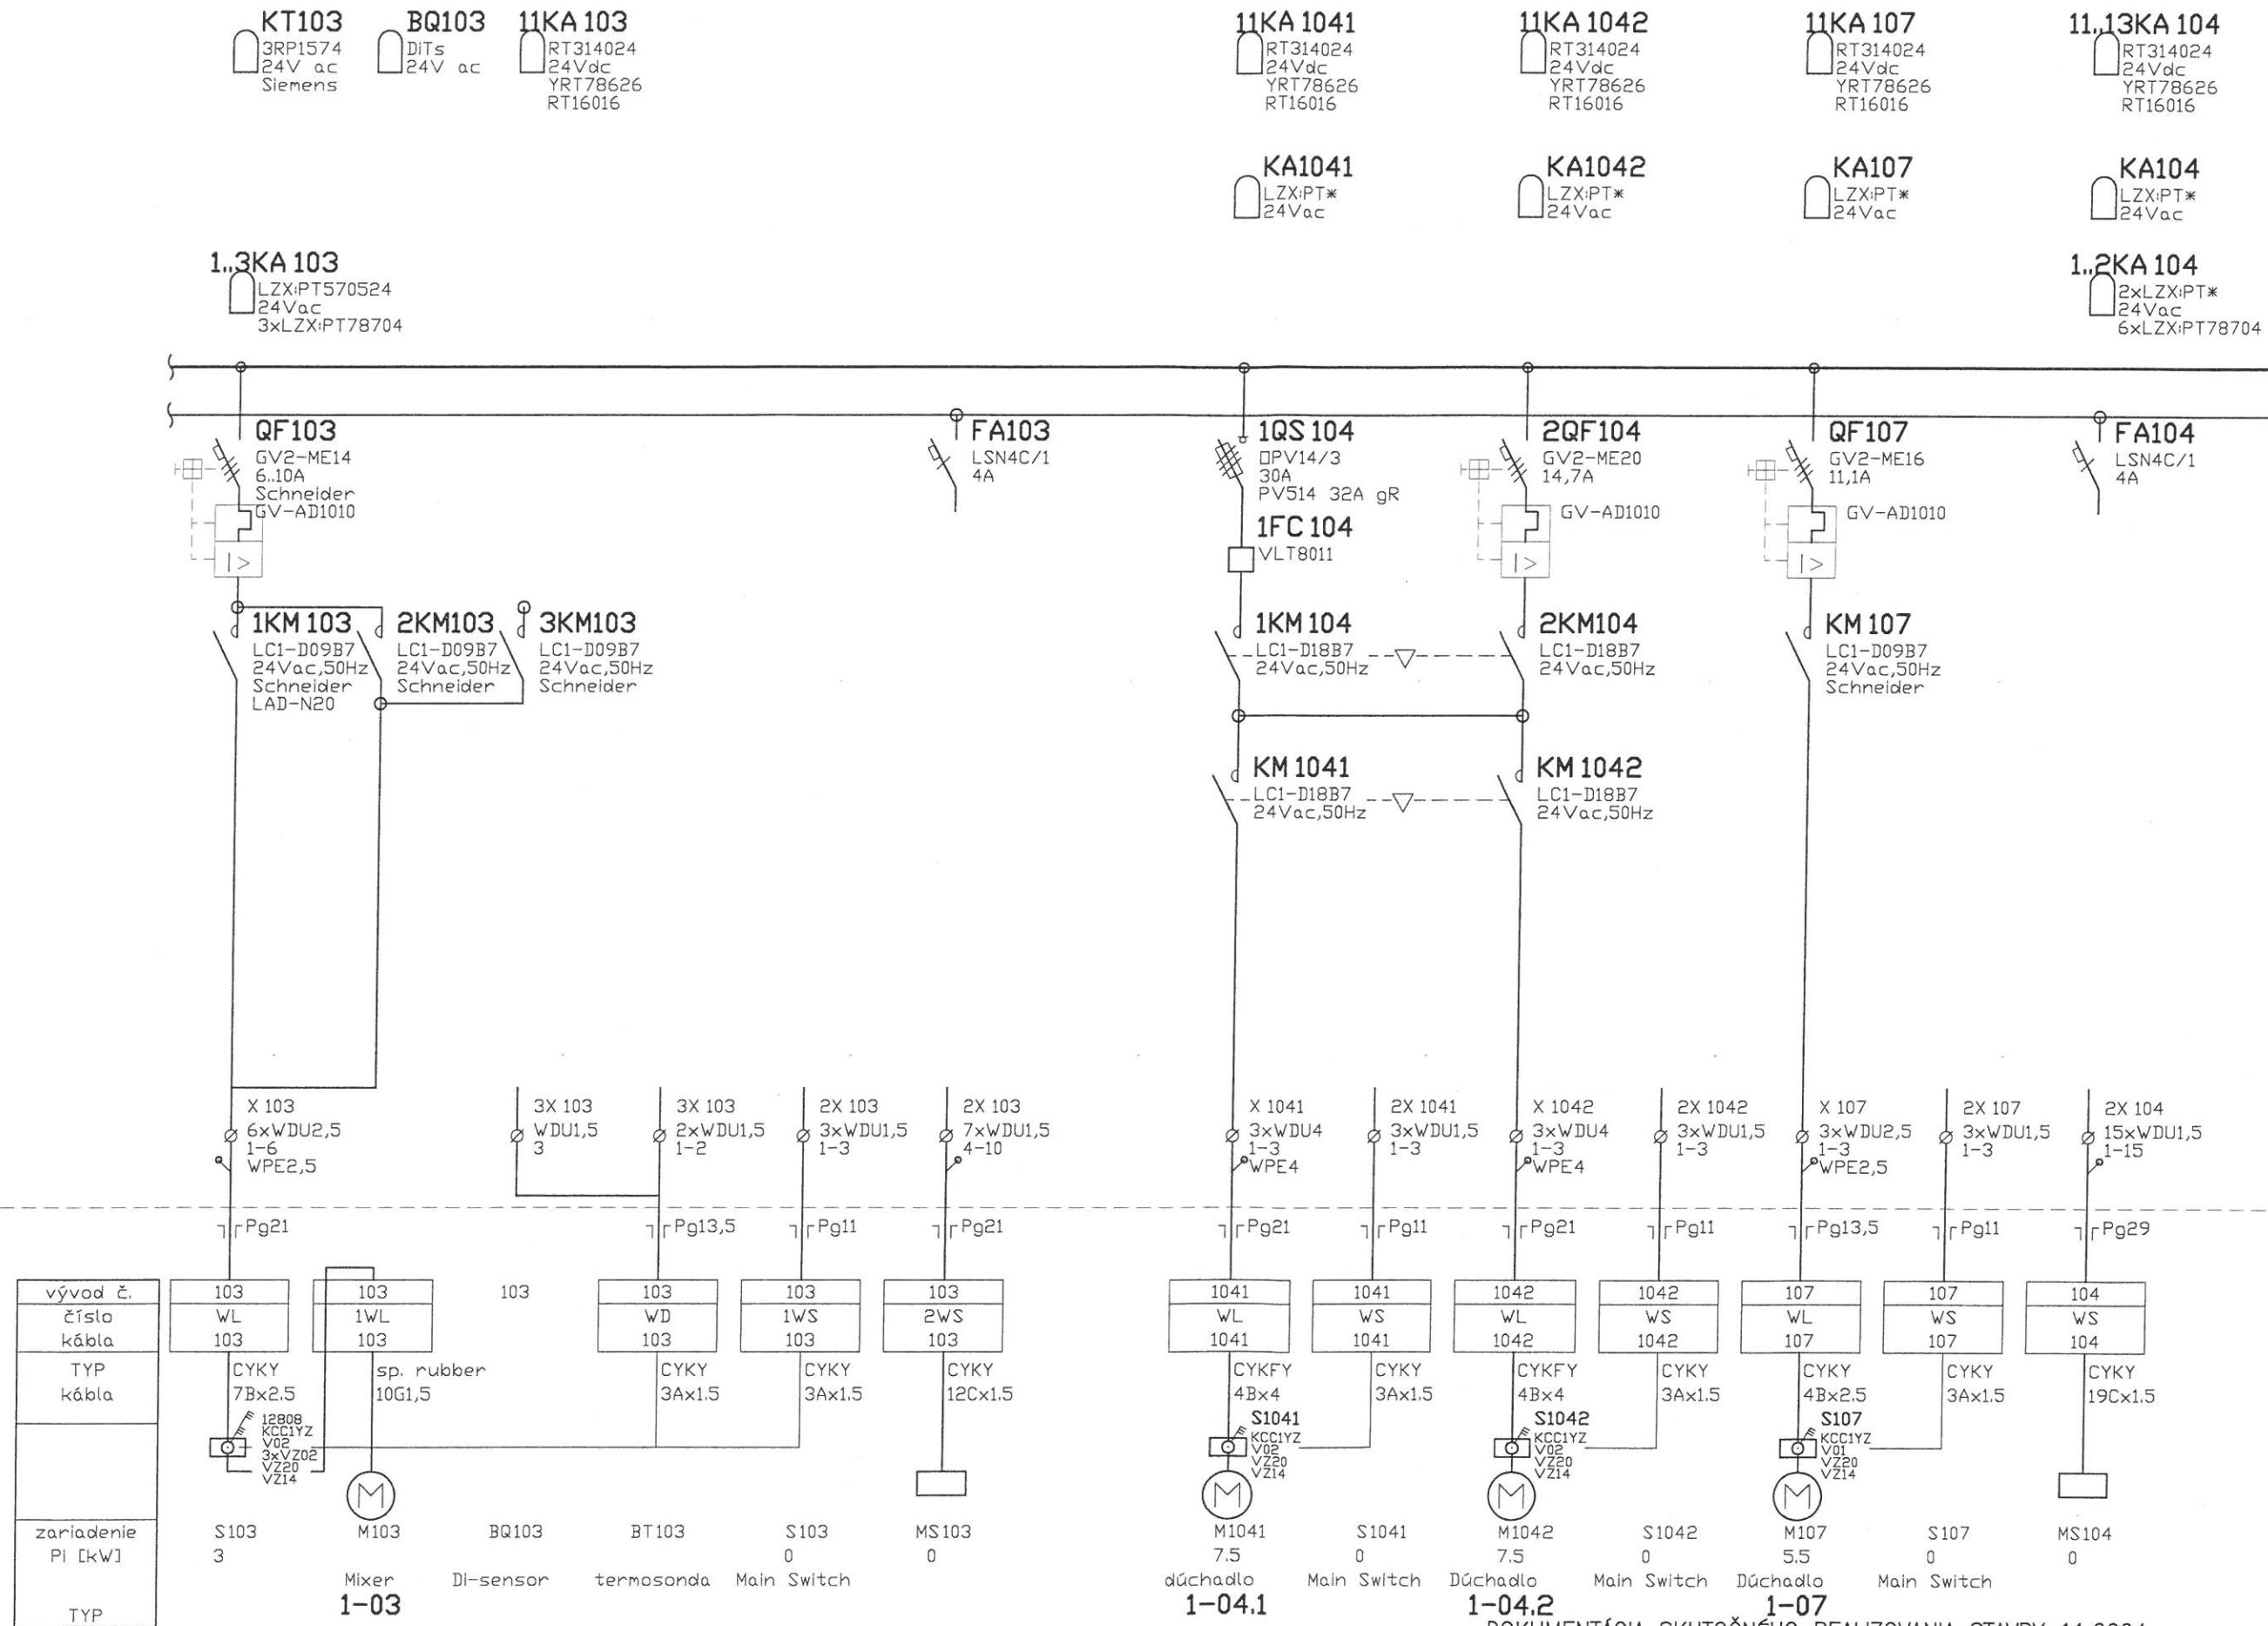 KT103
3RP1574
24V ac
Siemens
BQ103
DiTs
24V ac
11KA 103
RT314024
24Vdc
YRT78626
RT16016
11KA 1041
RT314024
24Vdc
YRT78626
RT16016
11KA 1042
RT314024
24Vdc
YRT78626
RT16016
11KA 107
RT314024
24Vdc
YRT78626
RT16016
11..13KA 104
RT314024
24Vdc
YRT78626
RT16016
KA1041
LZX:PT*
24Vac
KA1042
LZX:PT*
24Vac
KA107
LZX:PT*
24Vac
KA104
LZX:PT*
24Vac
1..3KA 103
LZX:PT570524
24Vac
3xLZX:PT78704
1..2KA 104
2xLZX:PT*
24Vac
6xLZX:PT78704
QF103
GV2-ME14
6..10A
Schneider
GV-AD1010
I>
FA103
LSN4C/1
4A
1QS 104
OPV14/3
30A
PV514 32A gR
1FC 104
VLT8011
2QF104
GV2-ME20
14,7A
GV-AD1010
I>
QF107
GV2-ME16
11,1A
GV-AD1010
I>
FA104
LSN4C/1
4A
1KM 103
LC1-D09B7
24Vac,50Hz
Schneider
LAD-N20
2KM103
LC1-D09B7
24Vac,50Hz
Schneider
3KM103
LC1-D09B7
24Vac,50Hz
Schneider
1KM 104
LC1-D18B7
24Vac,50Hz
2KM104
LC1-D18B7
24Vac,50Hz
KM 107
LC1-D09B7
24Vac,50Hz
Schneider
KM 1041
LC1-D18B7
24Vac,50Hz
KM 1042
LC1-D18B7
24Vac,50Hz
X 103
6xWDU2,5
1-6
WPE2,5
3X 103
WDU1,5
3
3X 103
2xWDU1,5
1-2
2X 103
3xWDU1,5
1-3
2X 103
7xWDU1,5
4-10
X 1041
3xWDU4
1-3
WPE4
2X 1041
3xWDU1,5
1-3
X 1042
3xWDU4
1-3
WPE4
2X 1042
3xWDU1,5
1-3
X 107
3xWDU2,5
1-3
WPE2,5
2X 107
3xWDU1,5
1-3
2X 104
15xWDU1,5
1-15
Pg21 Pg13,5 Pg11 Pg21 Pg21 Pg11 Pg21 Pg11 Pg13,5 Pg11 Pg29
vývod č. 103 103 103 103 103 103 1041 1041 1042 1042 107 107 104
číslo WL 1WL WD 1WS 2WS WL WS WL WS WL WS WS
kábla 103 103 103 103 103 1041 1041 1042 1042 107 107 104
TYP CYKY sp. rubber CYKY CYKY CYKY CYKFY CYKY CYKFY CYKY CYKY CYKY CYKY
kábla 7Bx2.5 10G1,5 3Ax1.5 3Ax1.5 12Cx1.5 4Bx4 3Ax1.5 4Bx4 3Ax1.5 4Bx2.5 3Ax1.5 19Cx1.5
12808
KCC1YZ
V02
3xVZ02
VZ20
VZ14
S1041
KCC1YZ
V02
VZ20
VZ14
S1042
KCC1YZ
V02
VZ20
VZ14
S107
KCC1YZ
V01
VZ20
VZ14
M M M M
zariadenie S103 M103 BQ103 BT103 S103 MS103 M1041 S1041 M1042 S1042 M107 S107 MS104
Pi [kW] 3 0 0 7.5 0 7.5 0 5.5 0 0
Mixer Di-sensor termosonda Main Switch dúchadlo Main Switch Dúchadlo Main Switch Dúchadlo Main Switch
1-03 1-04.1 1-04.2 1-07
TYP
DOKUMENTÁCIA SKUTOČNÉHO REALIZOVANIA STAVBY